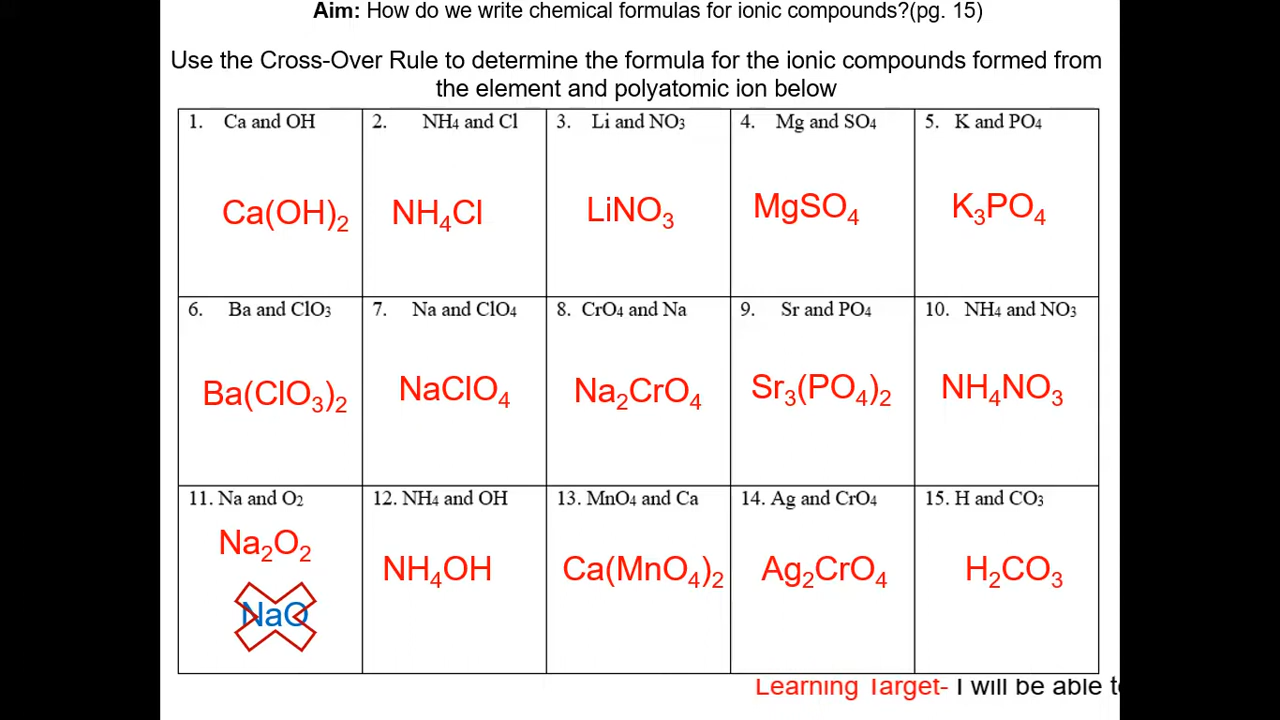 Aim: How do we write chemical formulas for ionic compounds?(pg. 15)
Use the Cross-Over Rule to determine the formula for the ionic compounds formed from
the element and polyatomic ion below
1. Ca and OH
Ca(OH)₂
2. NH₄ and Cl
NH₄Cl
3. Li and NO₃
LiNO₃
4. Mg and SO₄
MgSO₄
5. K and PO₄
K₃PO₄
6. Ba and ClO₃
Ba(ClO₃)₂
7. Na and ClO₄
NaClO₄
8. CrO₄ and Na
Na₂CrO₄
9. Sr and PO₄
Sr₃(PO₄)₂
10. NH₄ and NO₃
NH₄NO₃
11. Na and O₂
Na₂O₂
NaO
12. NH₄ and OH
NH₄OH
13. MnO₄ and Ca
Ca(MnO₄)₂
14. Ag and CrO₄
Ag₂CrO₄
15. H and CO₃
H₂CO₃
Learning Target- I will be able